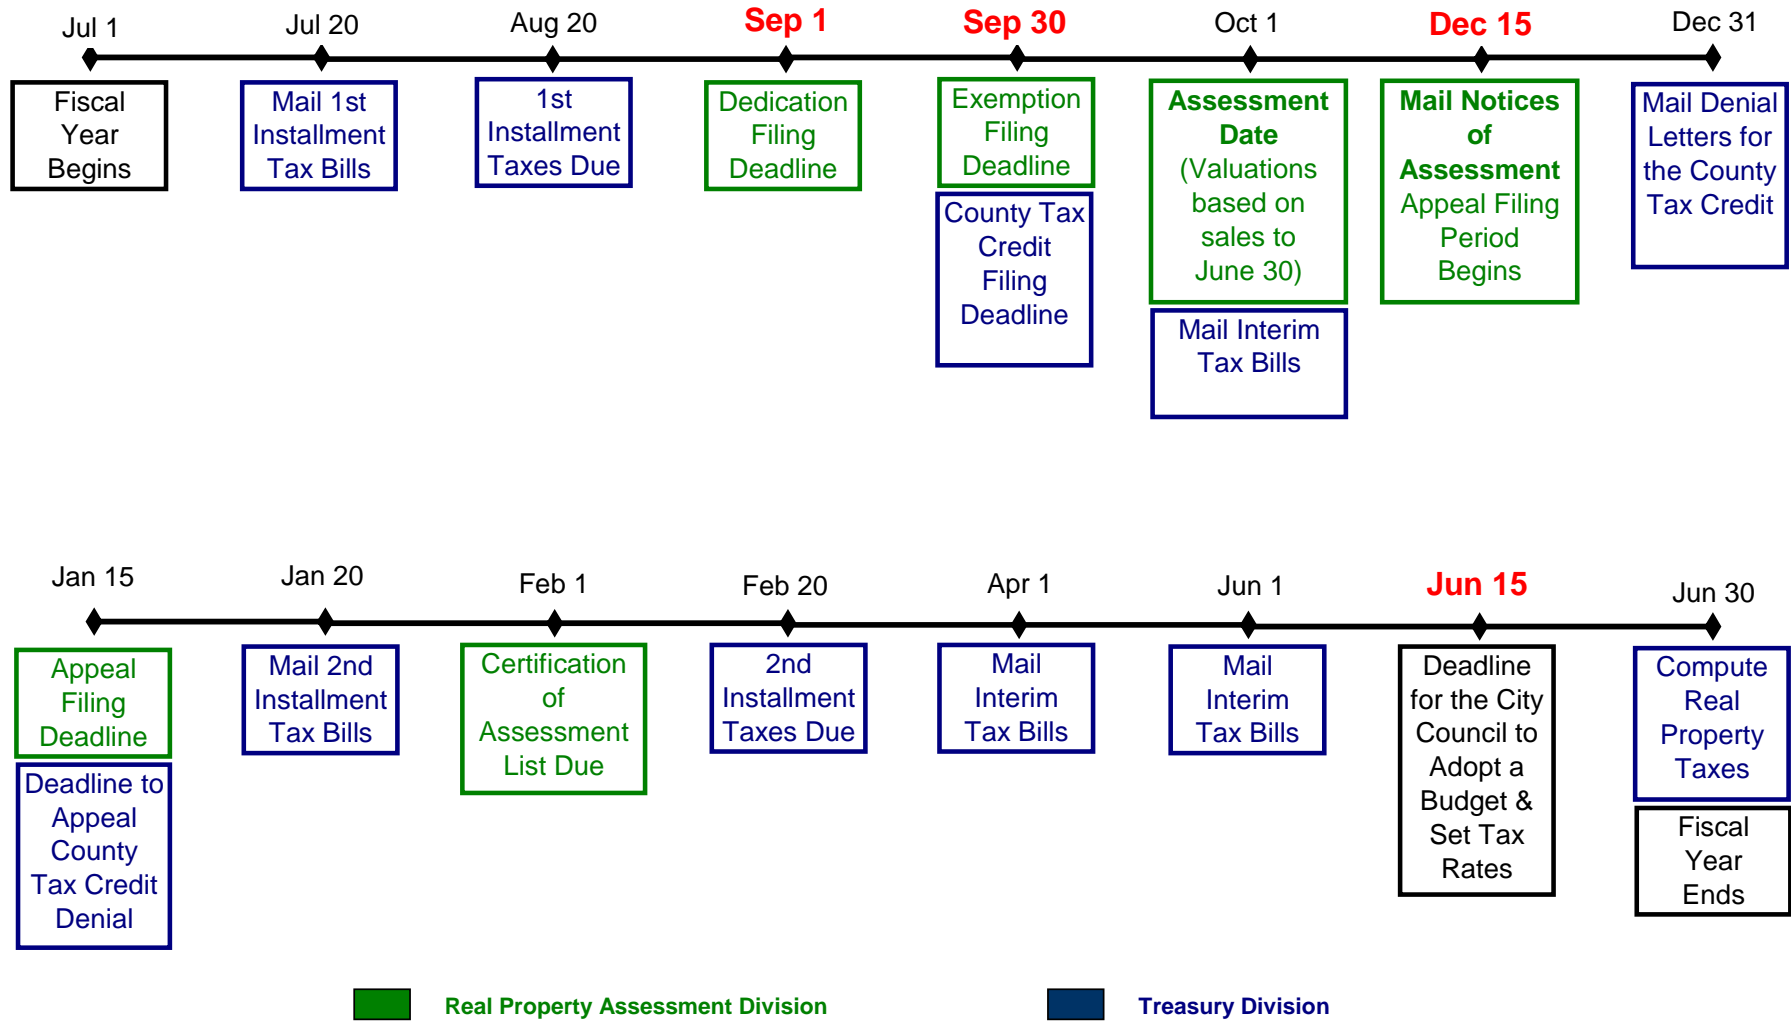 Jul 1
Jul 20
Aug 20
Sep 1
Sep 30
Oct 1
Dec 15
Dec 31
Fiscal
Year
Begins
Mail 1st
Installment
Tax Bills
1st
Installment
Taxes Due
Dedication
Filing
Deadline
Exemption
Filing
Deadline
County Tax
Credit
Filing
Deadline
Assessment
Date
(Valuations
based on
sales to
June 30)
Mail Interim
Tax Bills
Mail Notices
of
Assessment
Appeal Filing
Period
Begins
Mail Denial
Letters for
the County
Tax Credit
Jan 15
Jan 20
Feb 1
Feb 20
Apr 1
Jun 1
Jun 15
Jun 30
Appeal
Filing
Deadline
Deadline to
Appeal
County
Tax Credit
Denial
Mail 2nd
Installment
Tax Bills
Certification
of
Assessment
List Due
2nd
Installment
Taxes Due
Mail
Interim
Tax Bills
Mail
Interim
Tax Bills
Deadline
for the City
Council to
Adopt a
Budget &
Set Tax
Rates
Compute
Real
Property
Taxes
Fiscal
Year
Ends
Real Property Assessment Division
Treasury Division